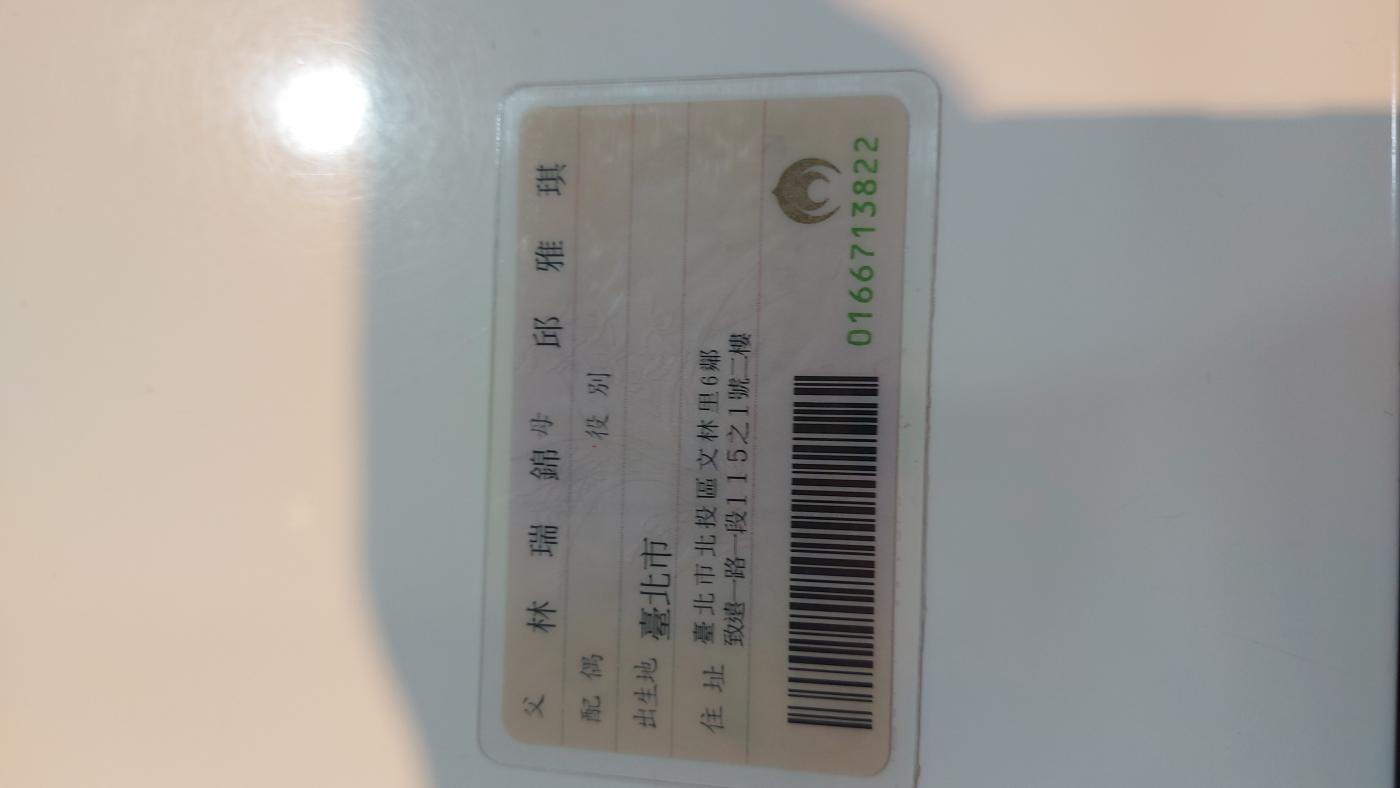 父 林瑞錦 母 邱雅琪
配偶 役別
出生地 臺北市
住址 臺北市北投區文林里6鄰
致遠一路一段115之1號二樓
0166713822